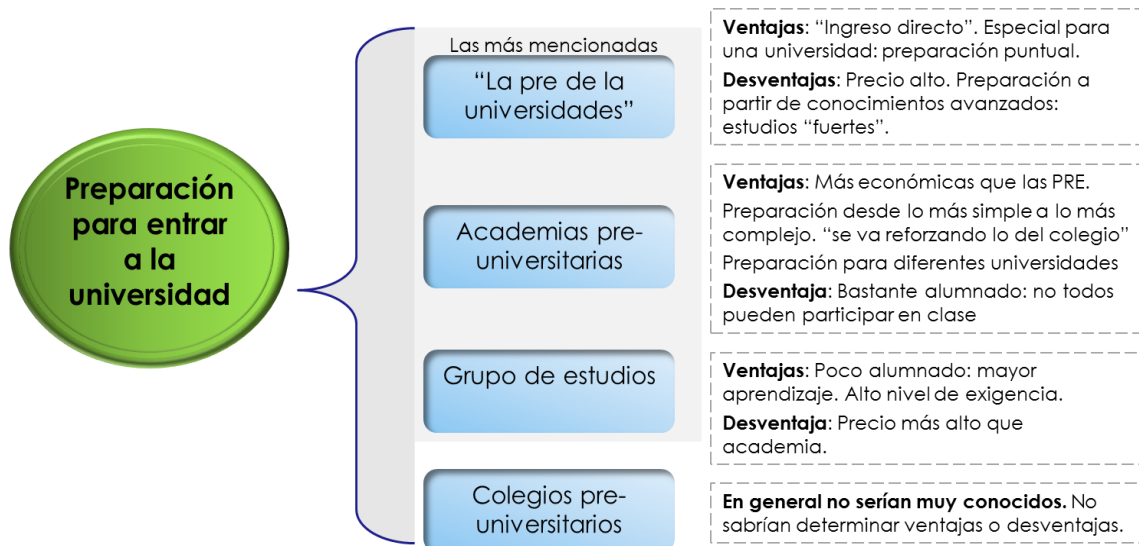 Preparación
para entrar
a la
universidad
Las más mencionadas
“La pre de la
universidades”
Ventajas: “Ingreso directo”. Especial para
una universidad: preparación puntual.
Desventajas: Precio alto. Preparación a
partir de conocimientos avanzados:
estudios “fuertes”.
Academias pre-
universitarias
Ventajas: Más económicas que las PRE.
Preparación desde lo más simple a lo más
complejo. “se va reforzando lo del colegio”
Preparación para diferentes universidades
Desventaja: Bastante alumnado: no todos
pueden participar en clase
Grupo de estudios
Ventajas: Poco alumnado: mayor
aprendizaje. Alto nivel de exigencia.
Desventaja: Precio más alto que
academia.
Colegios pre-
universitarios
En general no serían muy conocidos. No
sabrían determinar ventajas o desventajas.